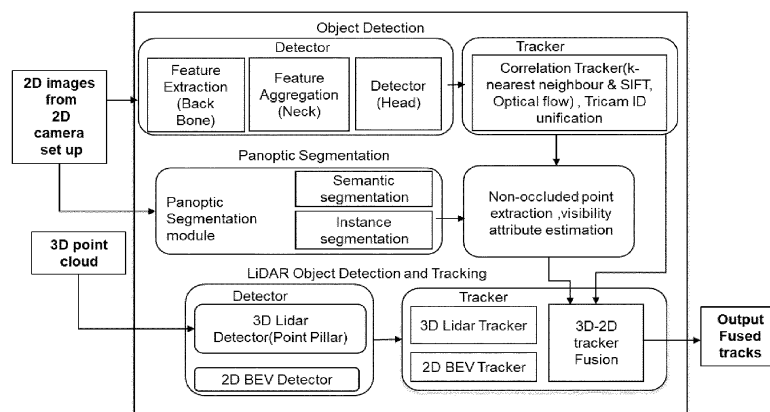 Object Detection
Detector
Tracker
2D images
from
2D
camera
set up
Feature
Extraction
(Back
Bone)
Feature
Aggregation
(Neck)
Detector
(Head)
Correlation Tracker(k-
nearest neighbour & SIFT,
Optical flow) , Tricam ID
unification
Panoptic Segmentation
Panoptic
Segmentation
module
Semantic
segmentation
Instance
segmentation
Non-occluded point
extraction ,visibility
attribute estimation
3D point
cloud
LiDAR Object Detection and Tracking
Detector
3D Lidar
Detector(Point Pillar)
2D BEV Detector
Tracker
3D Lidar Tracker
2D BEV Tracker
3D-2D
tracker
Fusion
Output
Fused
tracks